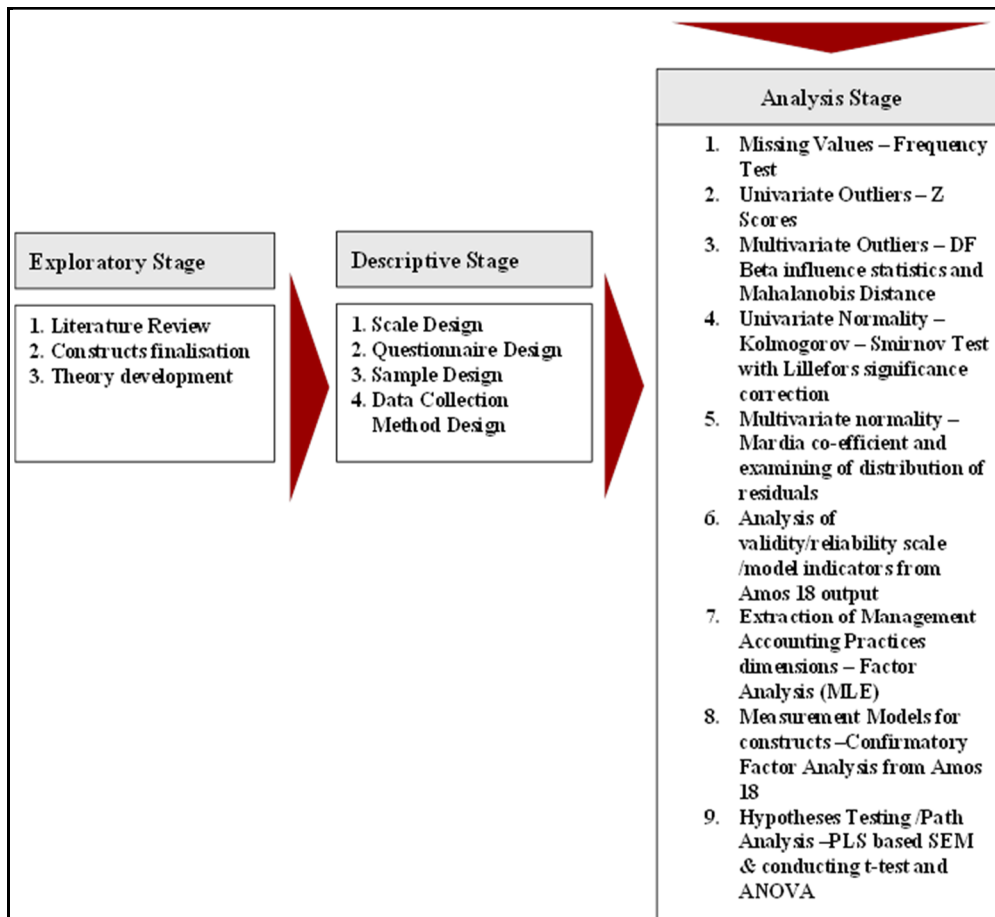 Exploratory Stage
1. Literature Review
2. Constructs finalisation
3. Theory development
Descriptive Stage
1. Scale Design
2. Questionnaire Design
3. Sample Design
4. Data Collection
Method Design
Analysis Stage
1. Missing Values – Frequency
Test
2. Univariate Outliers – Z
Scores
3. Multivariate Outliers – DF
Beta influence statistics and
Mahalanobis Distance
4. Univariate Normality –
Kolmogorov – Smirnov Test
with Lillefors significance
correction
5. Multivariate normality –
Mardia co-efficient and
examining of distribution of
residuals
6. Analysis of
validity/reliability scale
/model indicators from
Amos 18 output
7. Extraction of Management
Accounting Practices
dimensions – Factor
Analysis (MLE)
8. Measurement Models for
constructs –Confirmatory
Factor Analysis from Amos
18
9. Hypotheses Testing /Path
Analysis –PLS based SEM
& conducting t-test and
ANOVA